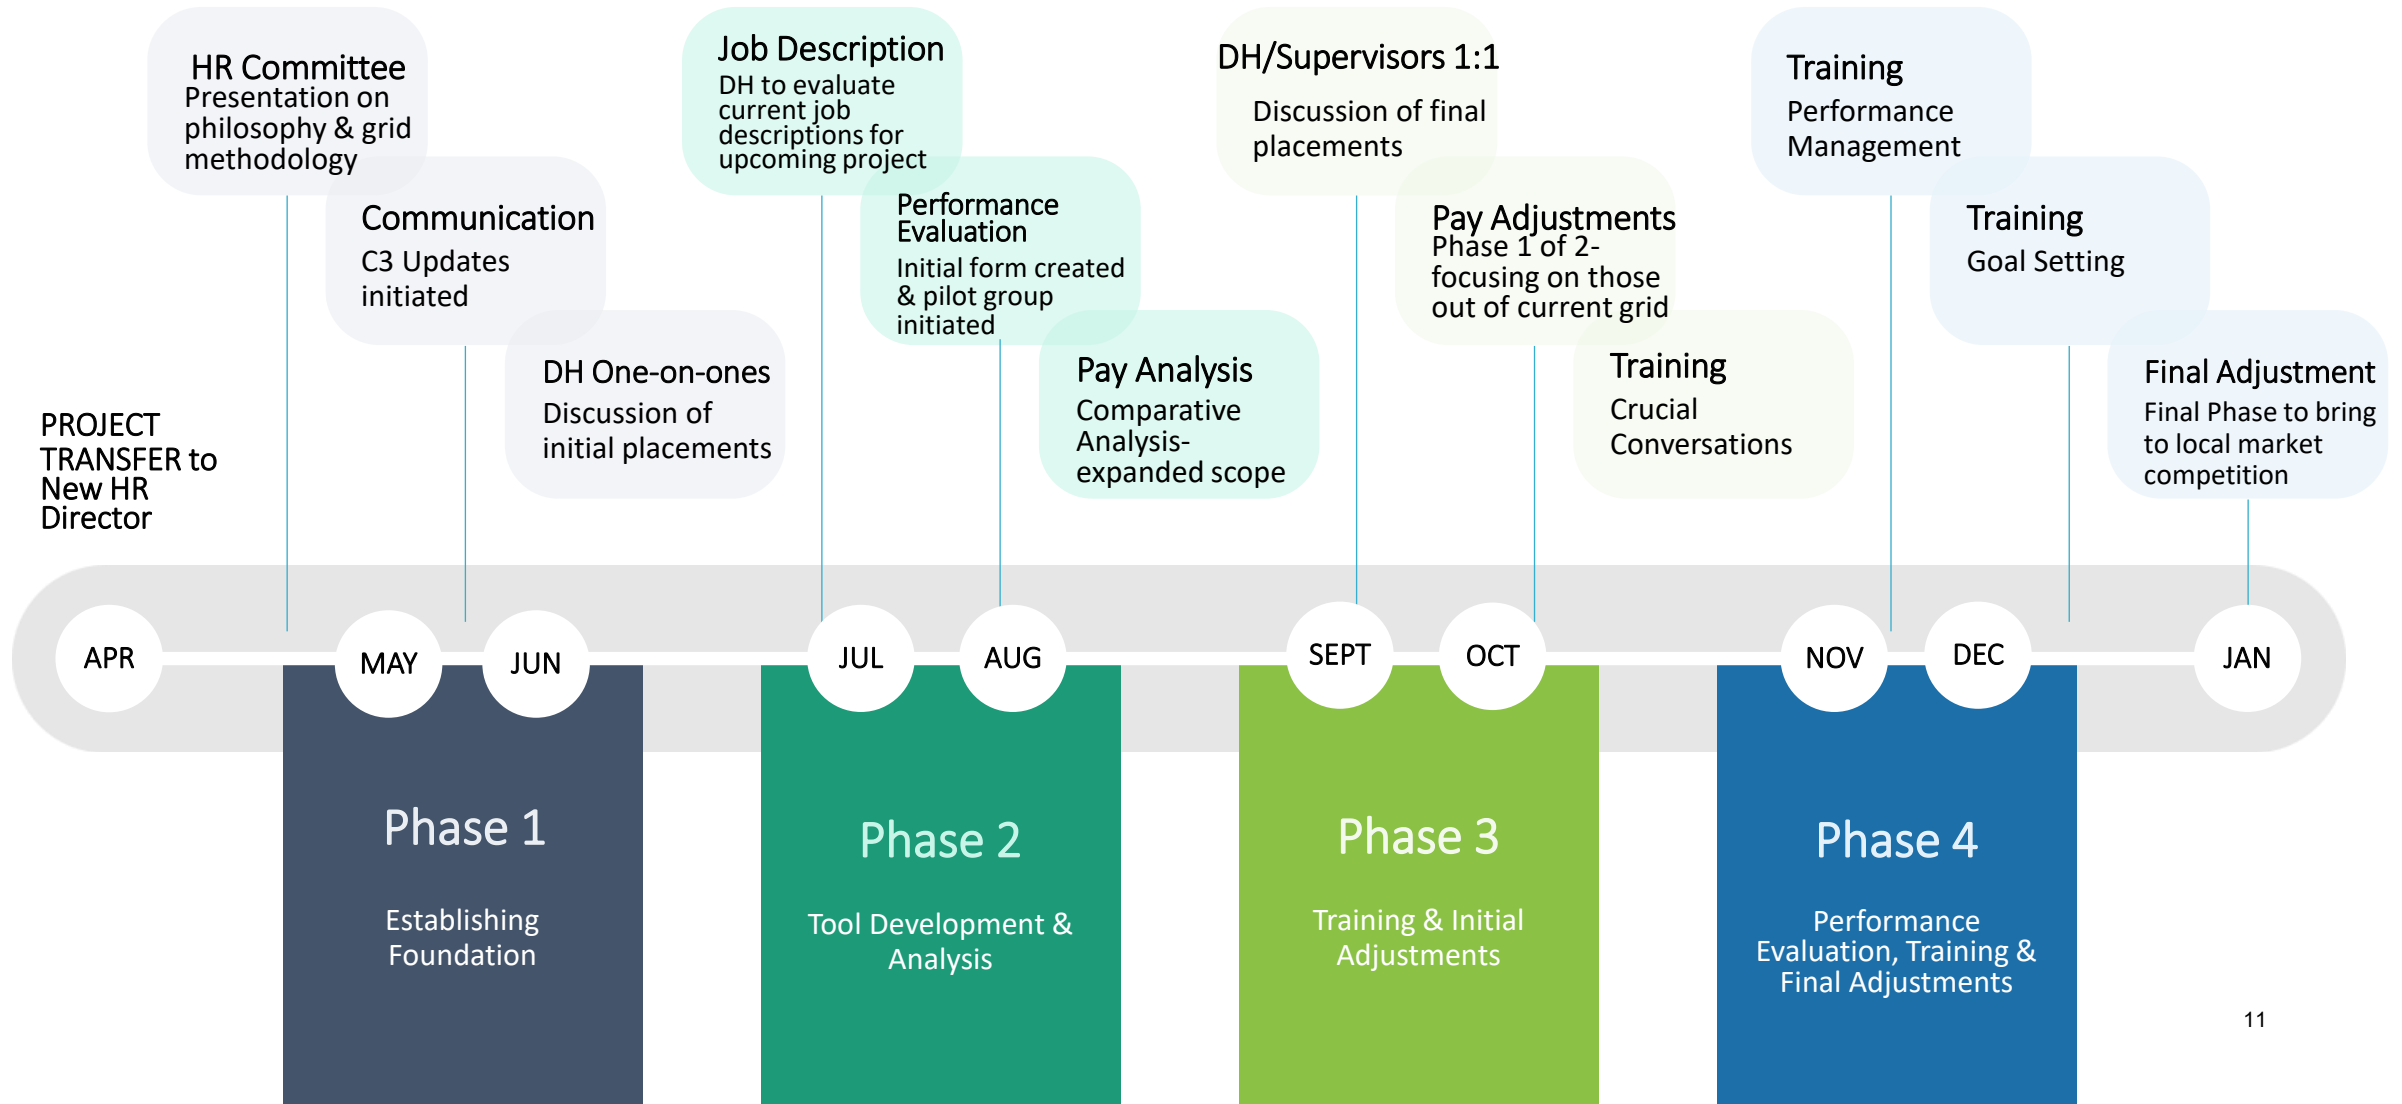 HR Committee
Presentation on
philosophy & grid
methodology
Communication
C3 Updates
initiated
DH One-on-ones
Discussion of
initial placements
Job Description
DH to evaluate
current job
descriptions for
upcoming project
Performance
Evaluation
Initial form created
& pilot group
initiated
Pay Analysis
Comparative
Analysis-
expanded scope
DH/Supervisors 1:1
Discussion of final
placements
Pay Adjustments
Phase 1 of 2-
focusing on those
out of current grid
Training
Crucial
Conversations
Training
Performance
Management
Training
Goal Setting
Final Adjustment
Final Phase to bring
to local market
competition
PROJECT
TRANSFER to
New HR
Director
APR
MAY
JUN
JUL
AUG
SEPT
OCT
NOV
DEC
JAN
Phase 1
Establishing
Foundation
Phase 2
Tool Development &
Analysis
Phase 3
Training & Initial
Adjustments
Phase 4
Performance
Evaluation, Training &
Final Adjustments
11